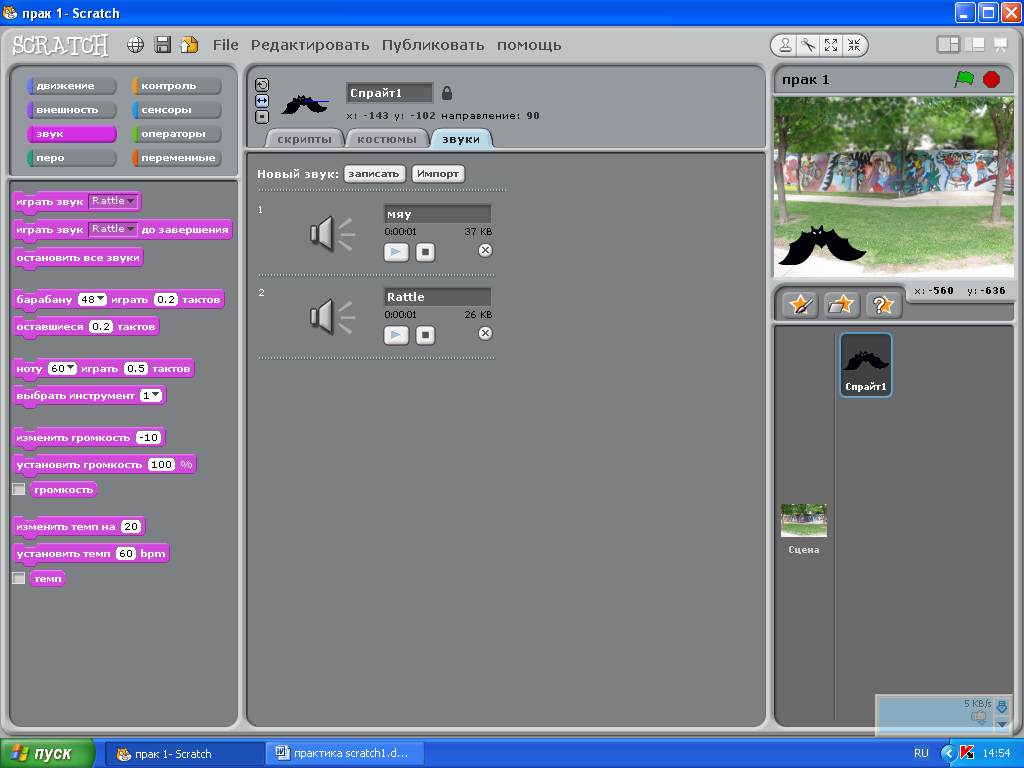 прак 1- Scratch
SCRATCH File Редактировать Публиковать помощь
движение контроль
внешность сенсоры
звук операторы
перо переменные
играть звук Rattle
играть звук Rattle до завершения
остановить все звуки
барабану 48 играть 0.2 тактов
оставшиеся 0.2 тактов
ноту 60 играть 0.5 тактов
выбрать инструмент 1
изменить громкость -10
установить громкость 100 %
громкость
изменить темп на 20
установить темп 60 bpm
темп
Спрайт1
x: -143 y: -102 направление: 90
скрипты костюмы звуки
Новый звук: записать Импорт
1
мяу
0:00:01 37 KB
2
Rattle
0:00:01 26 KB
прак 1
x: -560 y: -636
Спрайт1
Сцена
5 KB/s
пуск прак 1- Scratch практика scratch1.d... RU 14:54